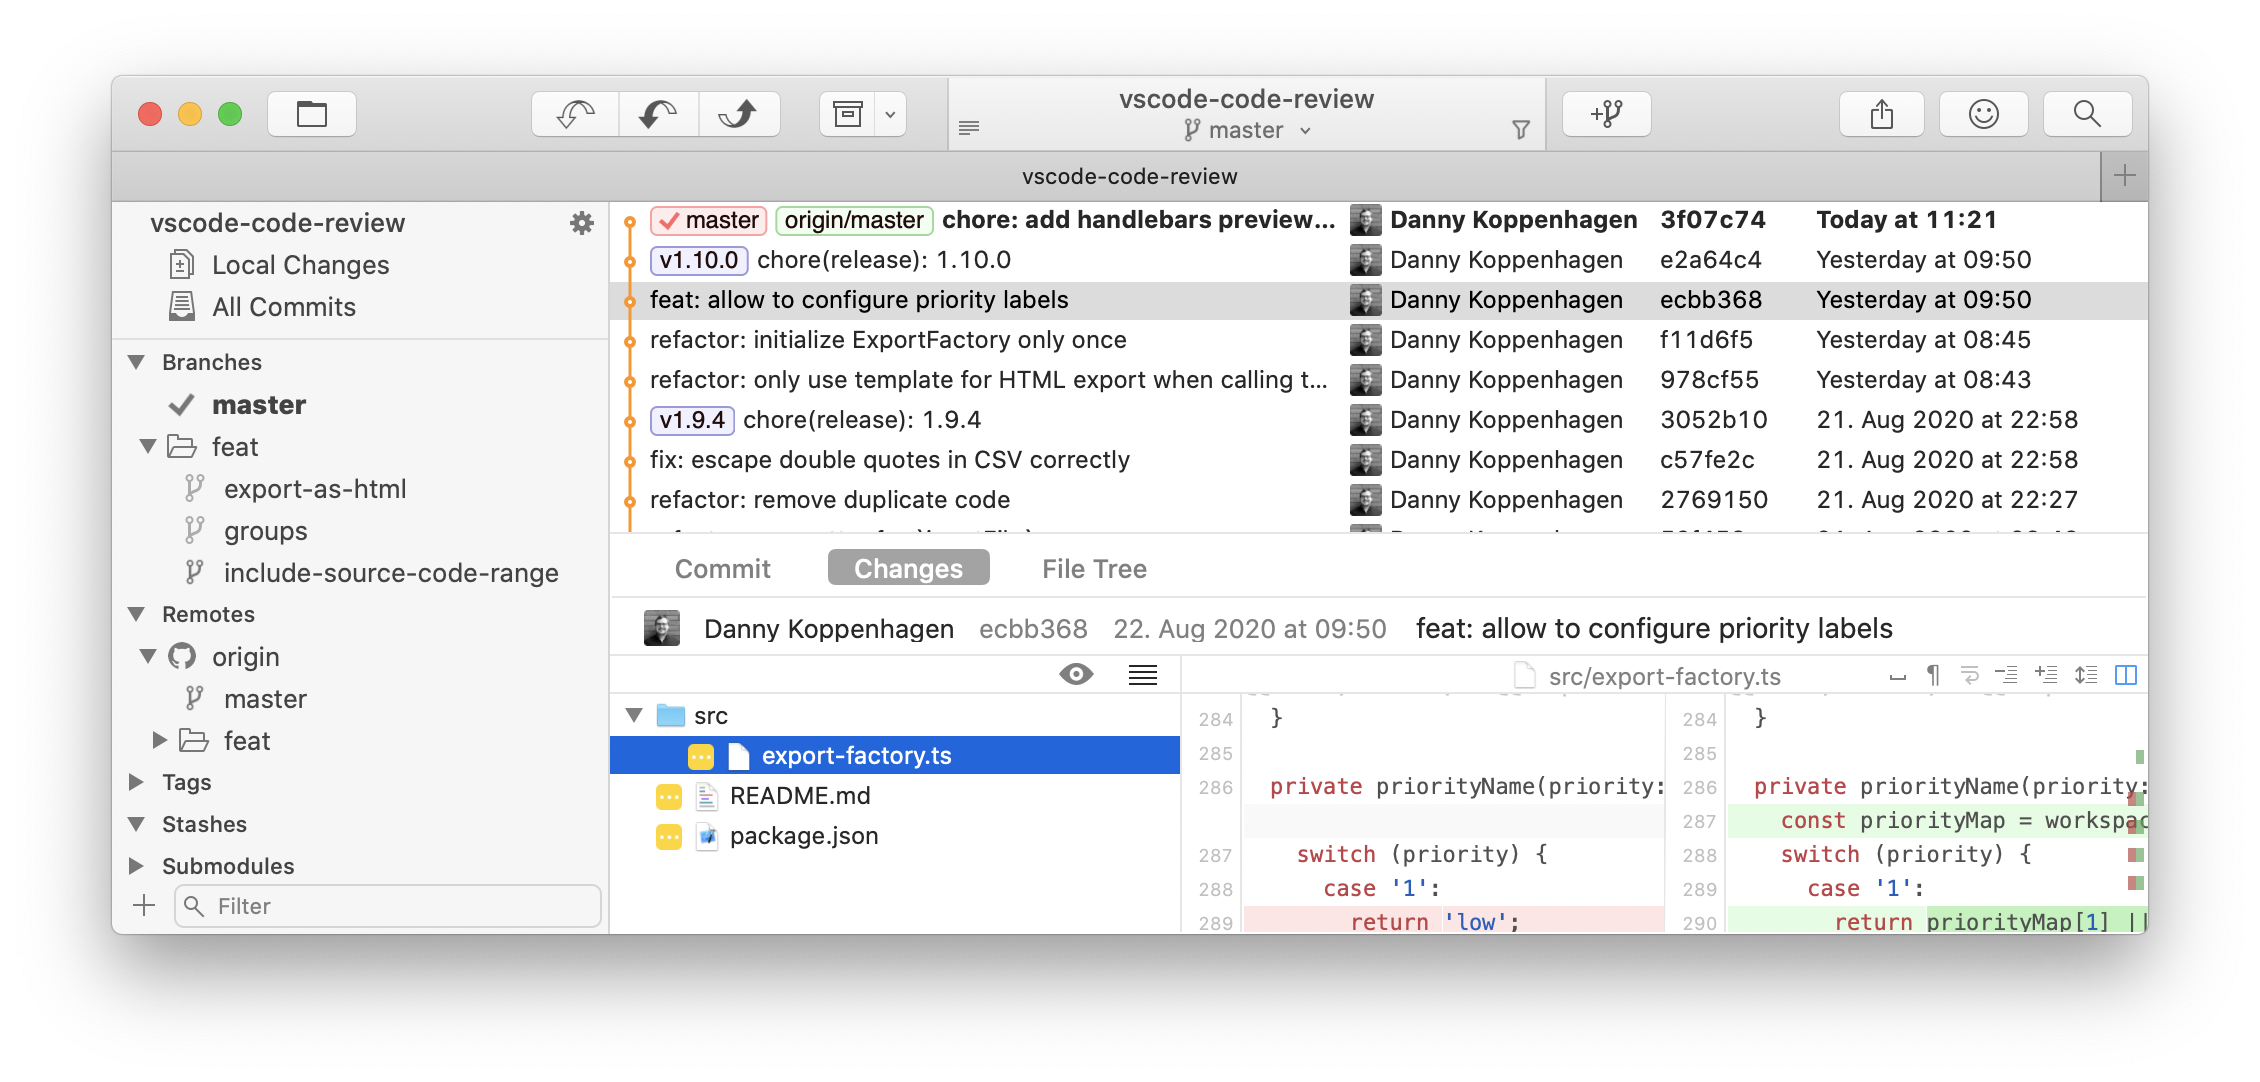 vscode-code-review
master
vscode-code-review
vscode-code-review
Local Changes
All Commits
Branches
master
feat
export-as-html
groups
include-source-code-range
Remotes
origin
master
feat
Tags
Stashes
Submodules
Filter
master origin/master chore: add handlebars preview... Danny Koppenhagen 3f07c74 Today at 11:21
v1.10.0 chore(release): 1.10.0 Danny Koppenhagen e2a64c4 Yesterday at 09:50
feat: allow to configure priority labels Danny Koppenhagen ecbb368 Yesterday at 09:50
refactor: initialize ExportFactory only once Danny Koppenhagen f11d6f5 Yesterday at 08:45
refactor: only use template for HTML export when calling t... Danny Koppenhagen 978cf55 Yesterday at 08:43
v1.9.4 chore(release): 1.9.4 Danny Koppenhagen 3052b10 21. Aug 2020 at 22:58
fix: escape double quotes in CSV correctly Danny Koppenhagen c57fe2c 21. Aug 2020 at 22:58
refactor: remove duplicate code Danny Koppenhagen 2769150 21. Aug 2020 at 22:27
Commit Changes File Tree
Danny Koppenhagen ecbb368 22. Aug 2020 at 09:50 feat: allow to configure priority labels
src
export-factory.ts
README.md
package.json
src/export-factory.ts
284 }
285
286 private priorityName(priority:
287 switch (priority) {
288 case '1':
289 return 'low';
284 }
285
286 private priorityName(priority:
287 const priorityMap = workspac
288 switch (priority) {
289 case '1':
290 return priorityMap[1] ||